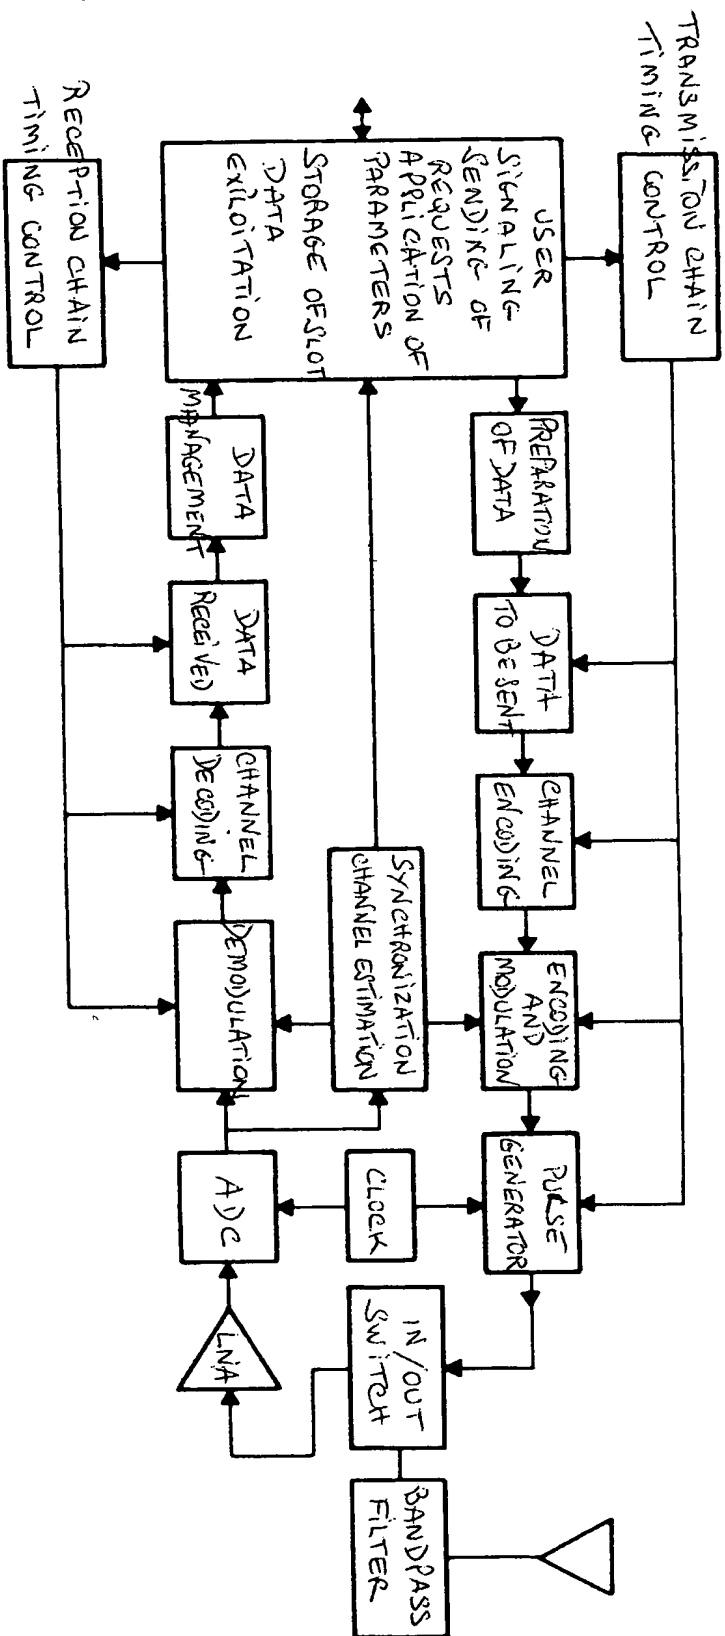 TRANSMISSION CHAIN
TIMING CONTROL
USER
SIGNALING
SENDING OF
REQUESTS
APPLICATION OF
PARAMETERS
STORAGE OF SLOT
DATA
EXILOITATION
RECEPTION CHAIN
TIMING CONTROL
PREPARATION
OF DATA
DATA
TO BE SENT
CHANNEL
ENCODING
ENCODING
AND
MODULATION
PULSE
GENERATOR
SYNCHRONIZATION
CHANNEL ESTIMATION
CLOCK
IN/OUT
SWITCH
BANDPASS
FILTER
DATA
MANAGEMENT
DATA
RECEIVED
CHANNEL
DECODING
DEMODULATION
ADC
LNA